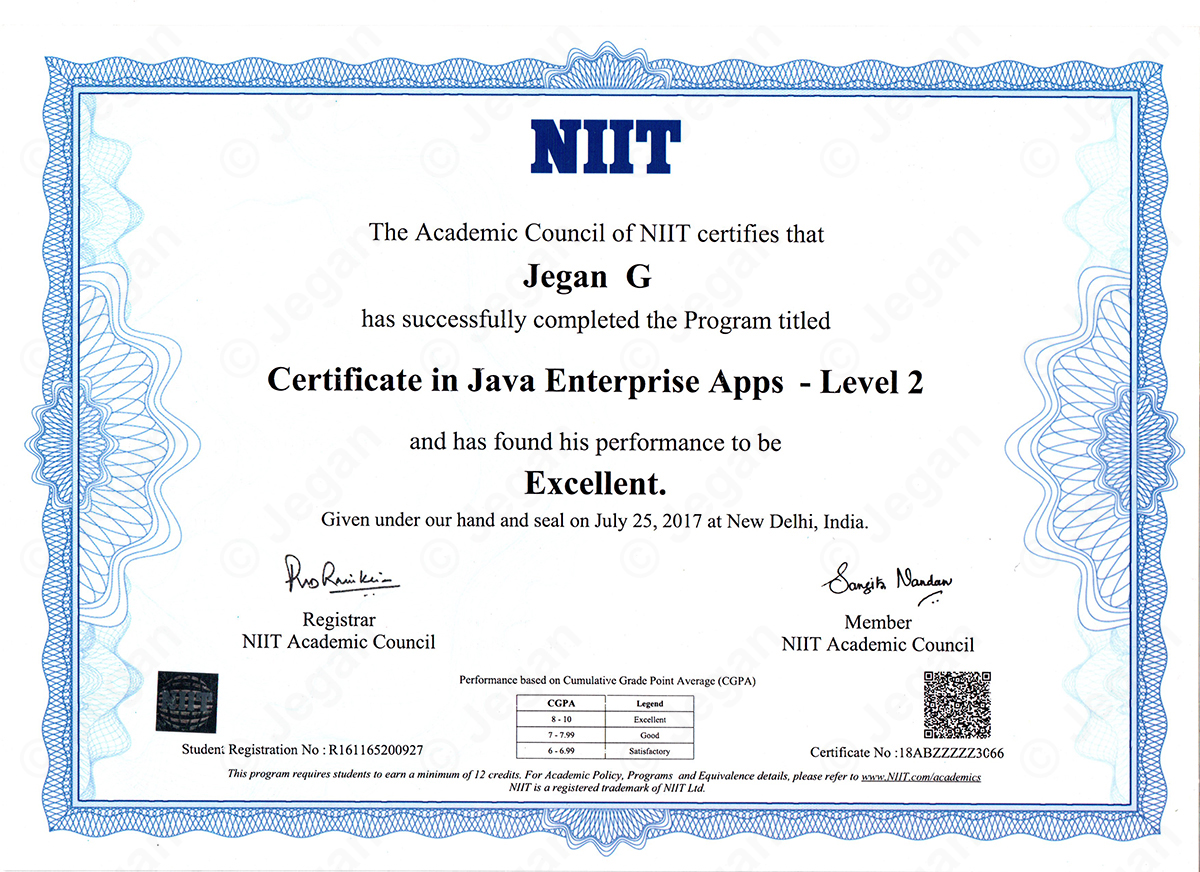 NIIT
The Academic Council of NIIT certifies that
Jegan G
has successfully completed the Program titled
Certificate in Java Enterprise Apps - Level 2
and has found his performance to be
Excellent.
Given under our hand and seal on July 25, 2017 at New Delhi, India.
Sangita Nandan
Registrar
NIIT Academic Council
Member
NIIT Academic Council
NIIT
Performance based on Cumulative Grade Point Average (CGPA)
CGPA Legend
8 - 10 Excellent
7 - 7.99 Good
6 - 6.99 Satisfactory
Student Registration No : R161165200927
Certificate No :18ABZZZZZ3066
This program requires students to earn a minimum of 12 credits. For Academic Policy, Programs and Equivalence details, please refer to www.NIIT.com/academics
NIIT is a registered trademark of NIIT Ltd.
© Jegan